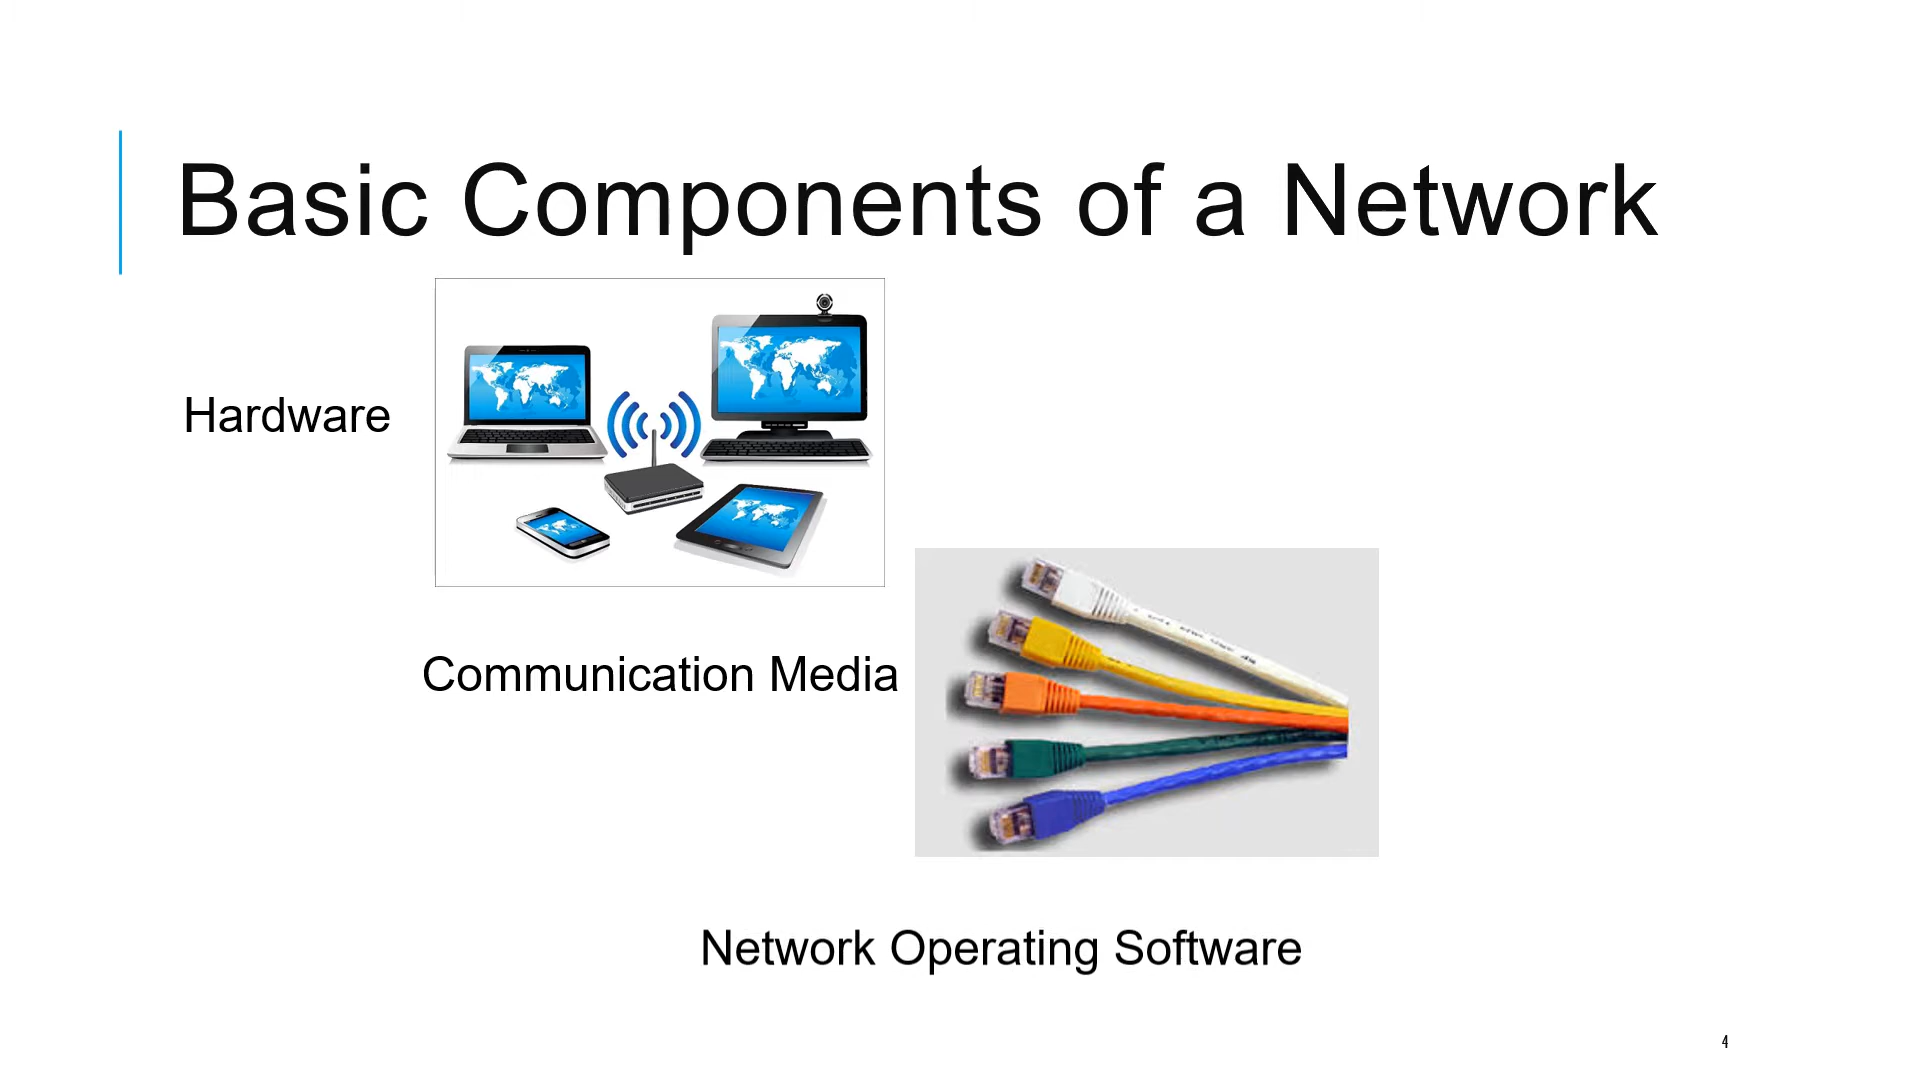 Basic Components of a Network
Hardware
Communication Media
Network Operating Software
4